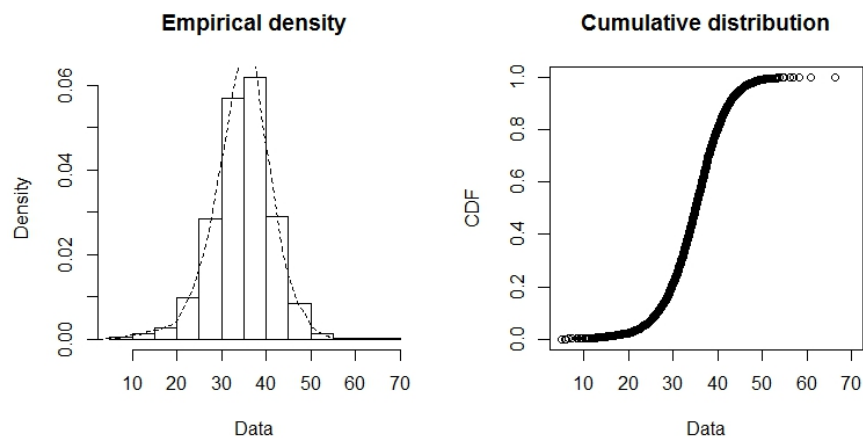 Empirical density
Density
0.00
0.02
0.04
0.06
10 20 30 40 50 60 70
Data
Cumulative distribution
CDF
0.0
0.2
0.4
0.6
0.8
1.0
10 20 30 40 50 60 70
Data